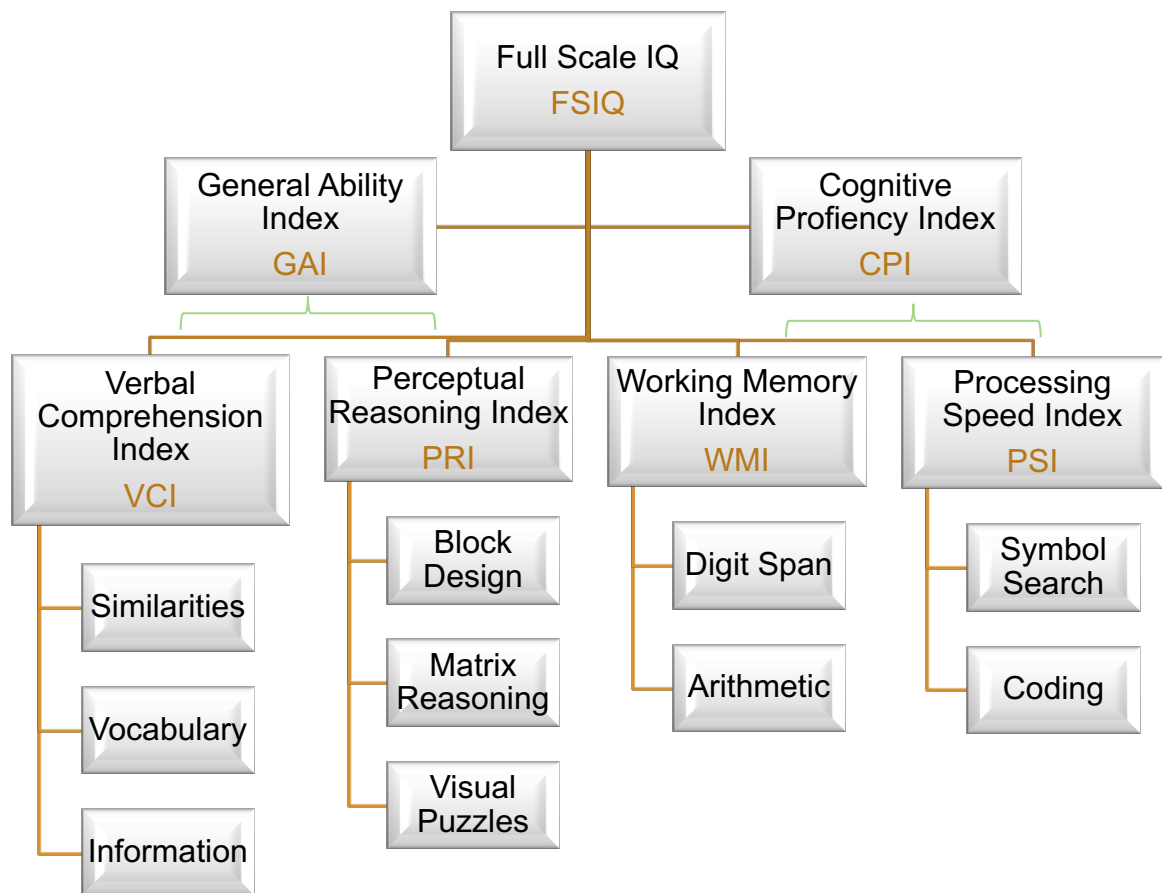 Full Scale IQ
FSIQ
General Ability
Index
GAI
Cognitive
Profiency Index
CPI
Verbal
Comprehension
Index
VCI
Perceptual
Reasoning Index
PRI
Working Memory
Index
WMI
Processing
Speed Index
PSI
Similarities
Vocabulary
Information
Block
Design
Matrix
Reasoning
Visual
Puzzles
Digit Span
Arithmetic
Symbol
Search
Coding